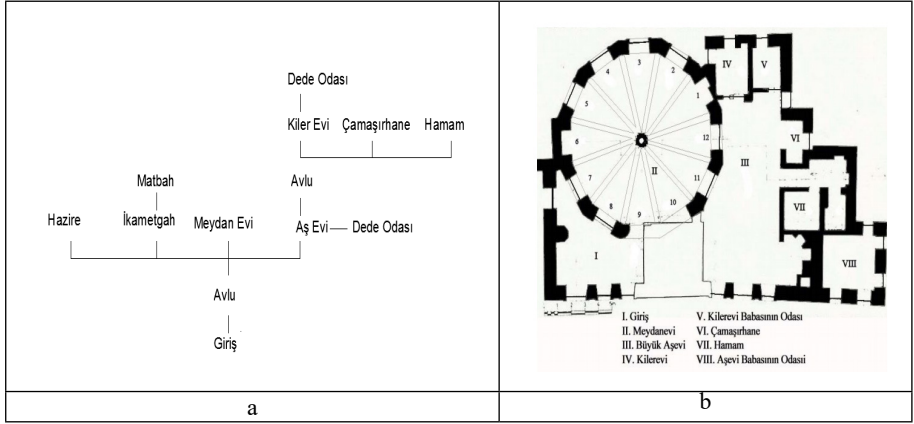 Dede Odası
Kiler Evi Çamaşırhane Hamam
Matbah Avlu
Hazire İkametgah Meydan Evi Aş Evi Dede Odası
Avlu
Giriş
a
IV V
3
4 2
5 1
6 12 III VI
II
7 11 VII
8 9 10
I VIII
I. Giriş V. Kilerevi Babasının Odası
II. Meydanevi VI. Çamaşırhane
III. Büyük Aşevi VII. Hamam
IV. Kilerevi VIII. Aşevi Babasının Odasıi
b